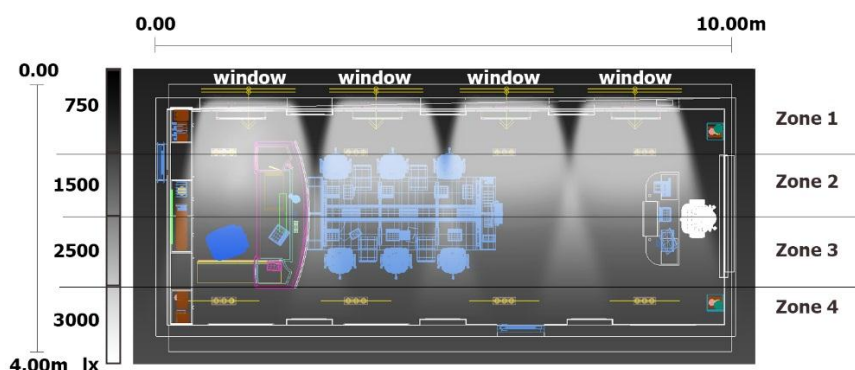 0.00 10.00m
0.00
window window window window
750
Zone 1
1500
Zone 2
2500
Zone 3
3000
Zone 4
4.00m lx